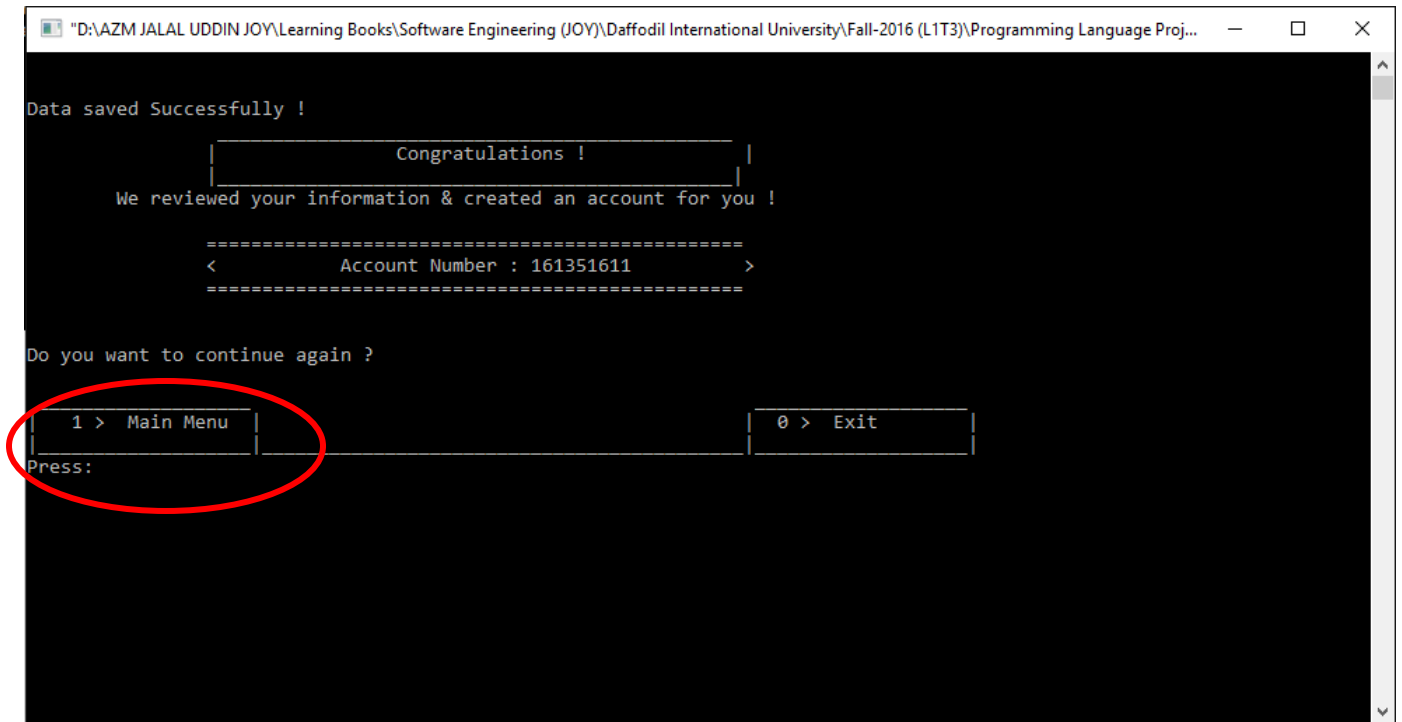 "D:\AZM JALAL UDDIN JOY\Learning Books\Software Engineering (JOY)\Daffodil International University\Fall-2016 (L1T3)\Programming Language Proj...
Data saved Successfully !
Congratulations !
We reviewed your information & created an account for you !
===============================================
< Account Number : 161351611 >
===============================================
Do you want to continue again ?
1 > Main Menu 0 > Exit
Press: